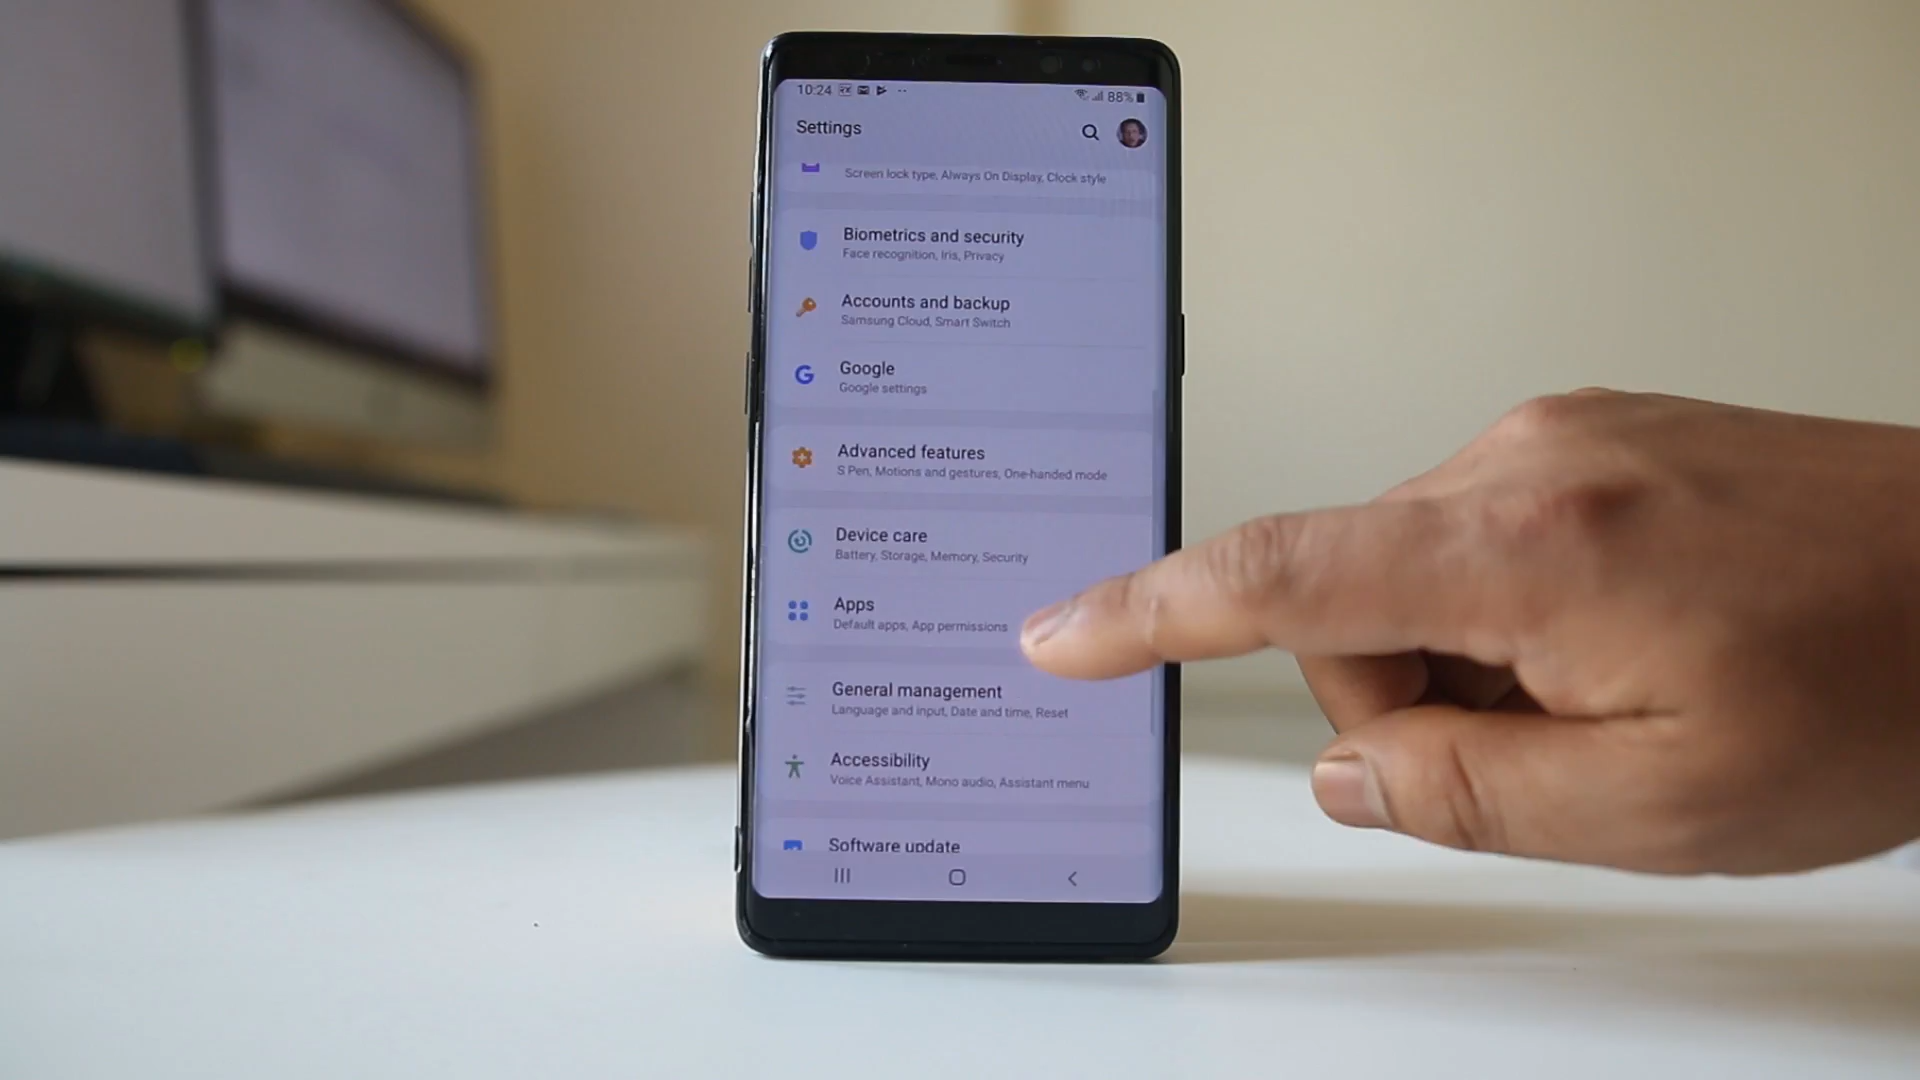 10:24
88%
Settings
Screen lock type, Always On Display, Clock style
Biometrics and security
Face recognition, Iris, Privacy
Accounts and backup
Samsung Cloud, Smart Switch
Google
Google settings
Advanced features
S Pen, Motions and gestures, One-handed mode
Device care
Battery, Storage, Memory, Security
Apps
Default apps, App permissions
General management
Language and input, Date and time, Reset
Accessibility
Voice Assistant, Mono audio, Assistant menu
Software update